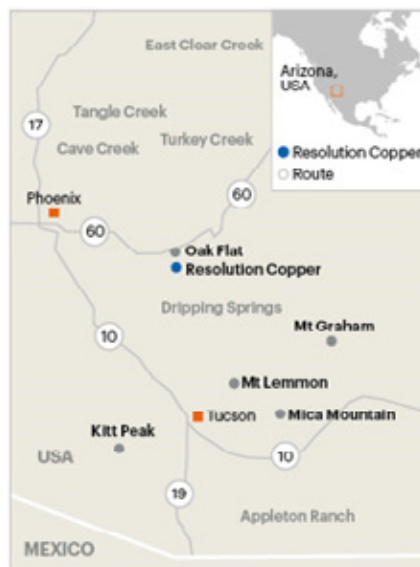 East Clear Creek
Arizona,
USA
17
Tangle Creek
Turkey Creek
Cave Creek
Resolution Copper
Route
Phoenix
60
60
Oak Flat
Resolution Copper
Dripping Springs
Mt Graham
10
Mt Lemmon
Tucson
Mica Mountain
Kitt Peak
USA
10
19
Appleton Ranch
MEXICO